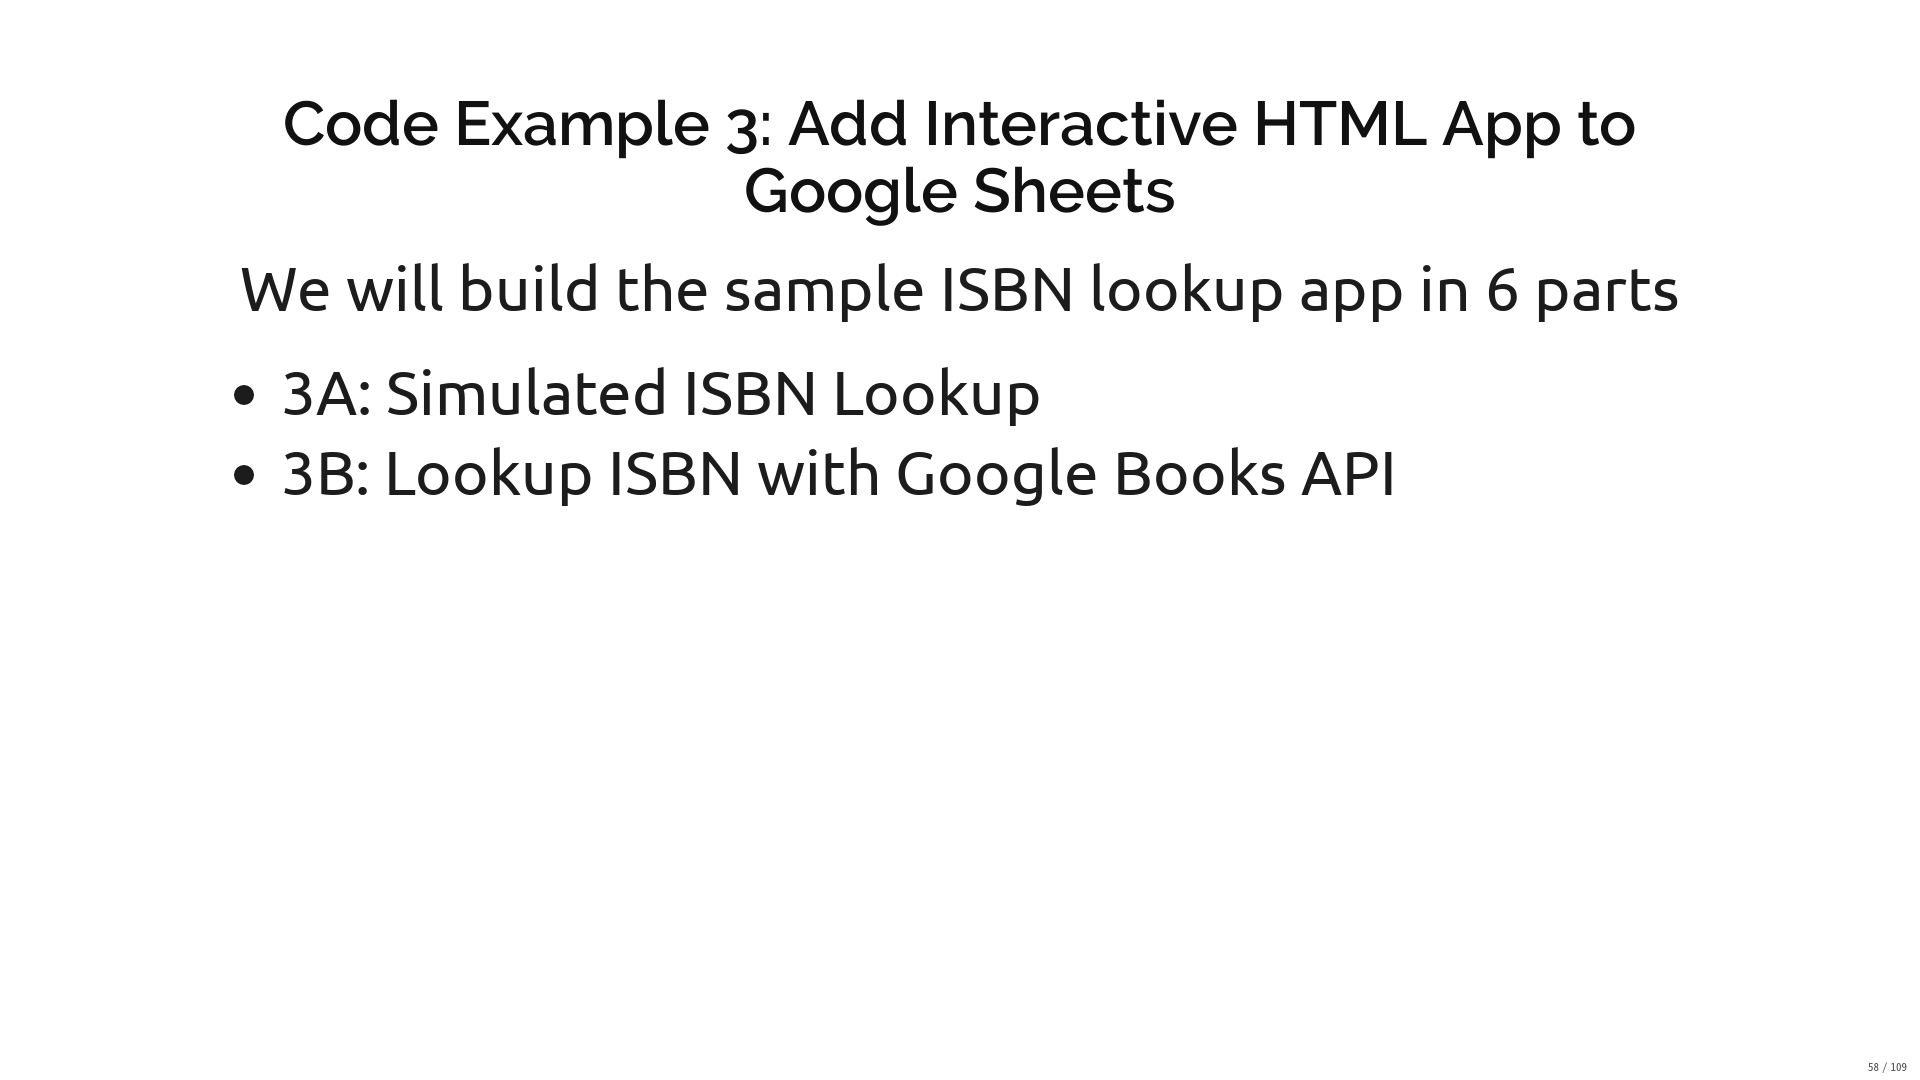 Code Example 3: Add Interactive HTML App to
Google Sheets
We will build the sample ISBN lookup app in 6 parts
• 3A: Simulated ISBN Lookup
• 3B: Lookup ISBN with Google Books API
58 / 109